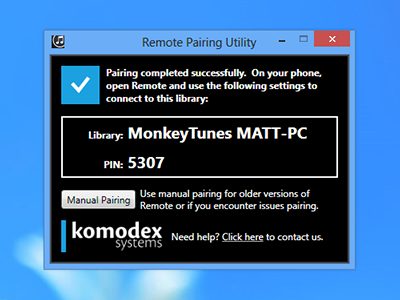 Remote Pairing Utility
Pairing completed successfully. On your phone,
open Remote and use the following settings to
connect to this library:
Library: MonkeyTunes MATT-PC
PIN: 5307
Manual Pairing
Use manual pairing for older versions of
Remote or if you encounter issues pairing.
komodex
systems
Need help? Click here to contact us.